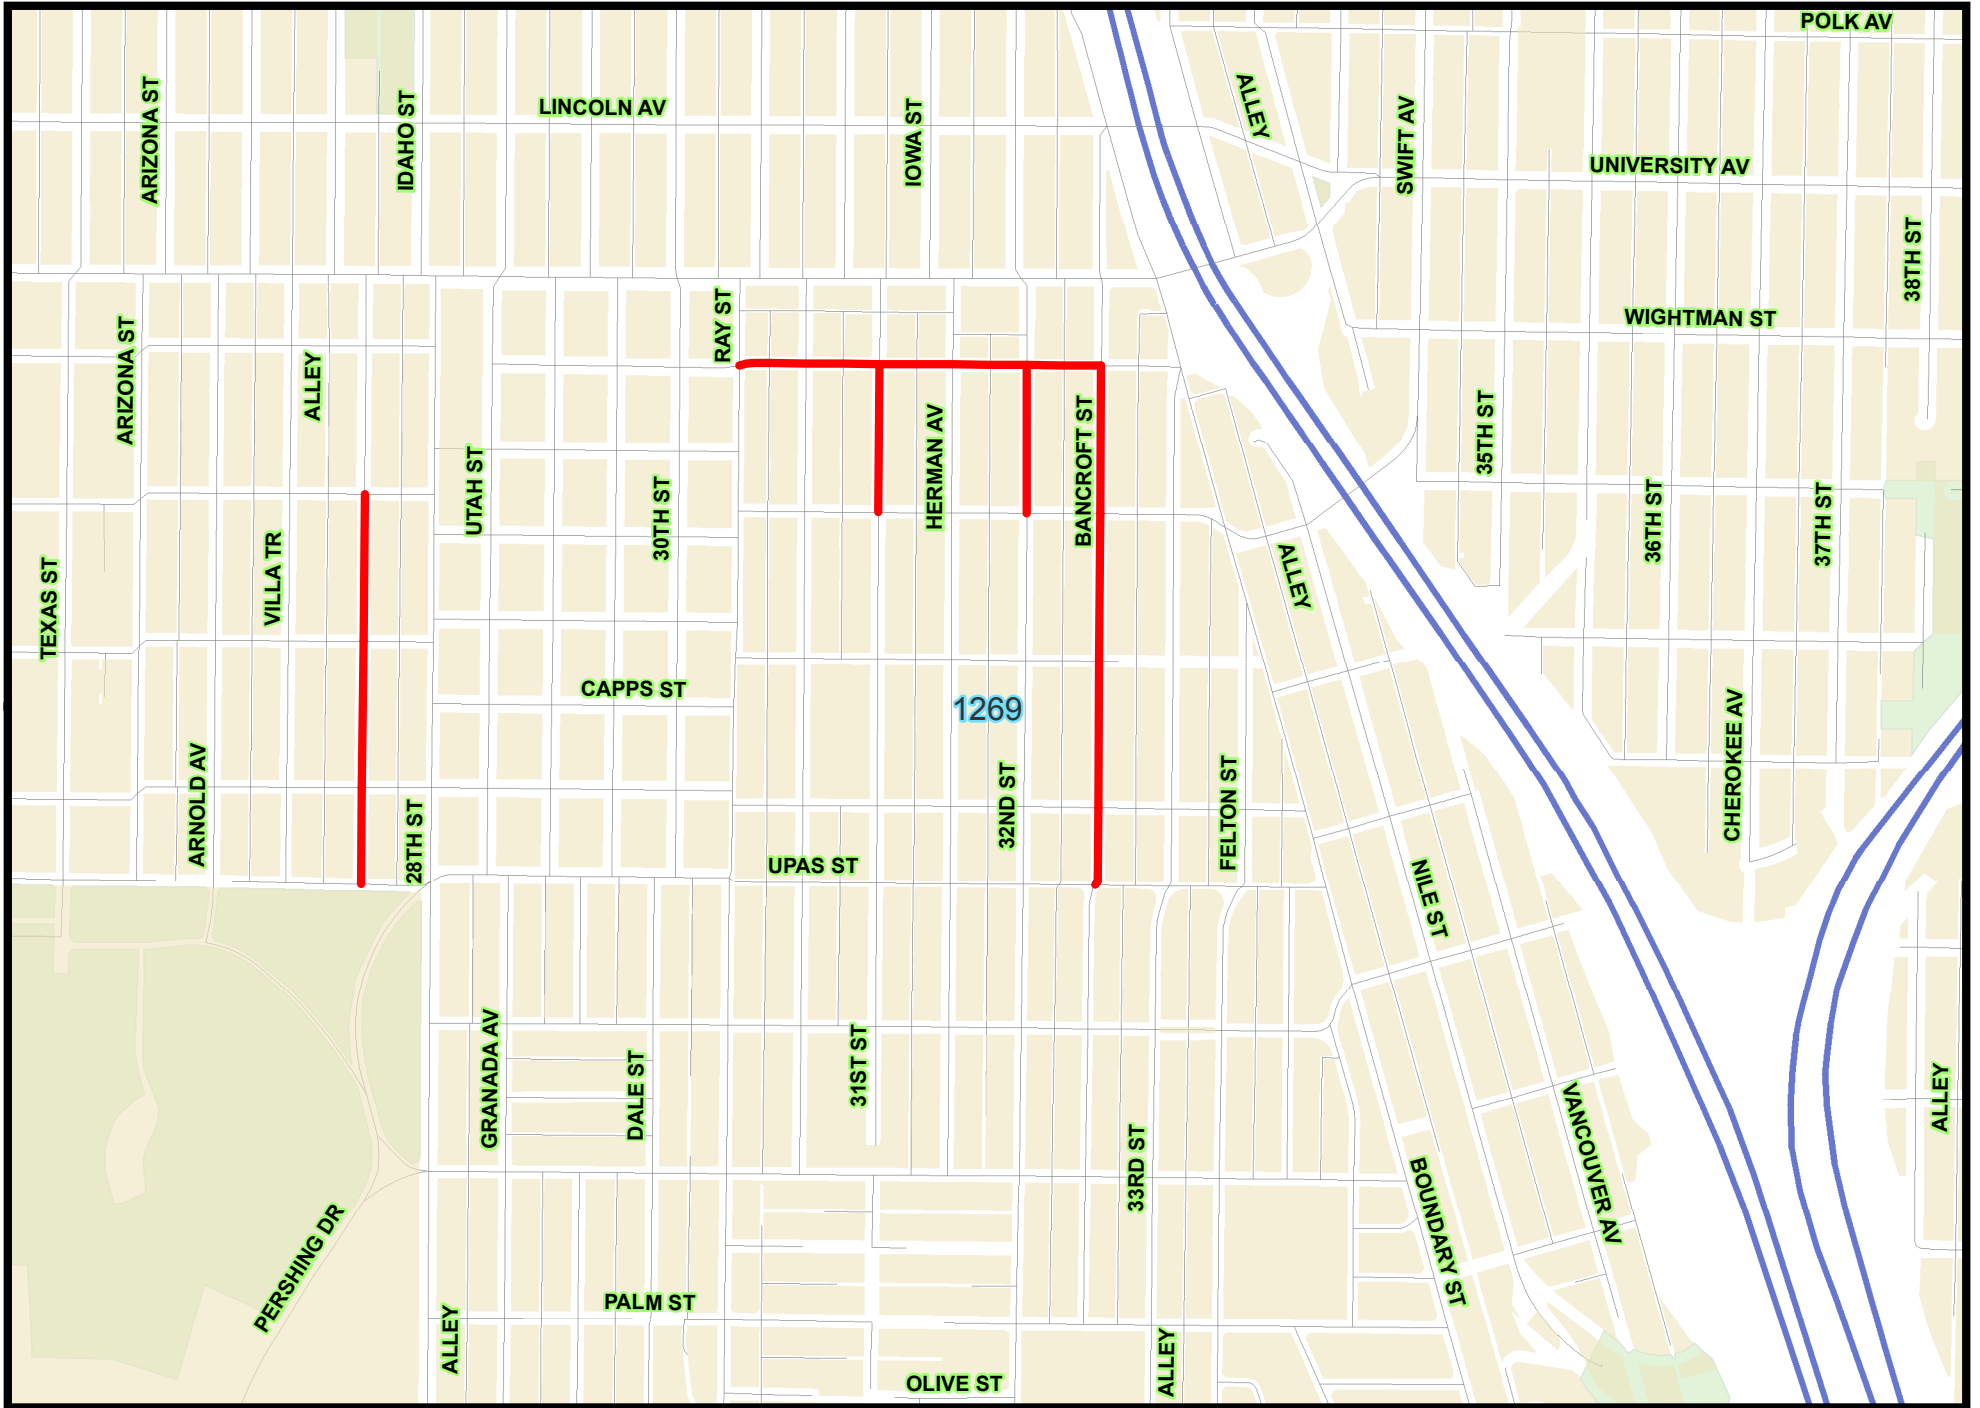 POLK AV
ARIZONA ST
IDAHO ST
LINCOLN AV
IOWA ST
ALLEY
SWIFT AV
UNIVERSITY AV
38TH ST
ARIZONA ST
ALLEY
RAY ST
WIGHTMAN ST
UTAH ST
30TH ST
HERMAN AV
BANCROFT ST
35TH ST
36TH ST
37TH ST
TEXAS ST
VILLA TR
ALLEY
CAPPS ST
1269
CHEROKEE AV
ARNOLD AV
28TH ST
UPAS ST
32ND ST
FELTON ST
NILE ST
GRANADA AV
DALE ST
31ST ST
33RD ST
VANCOUVER AV
ALLEY
BOUNDARY ST
PERSHING DR
PALM ST
ALLEY
OLIVE ST
ALLEY